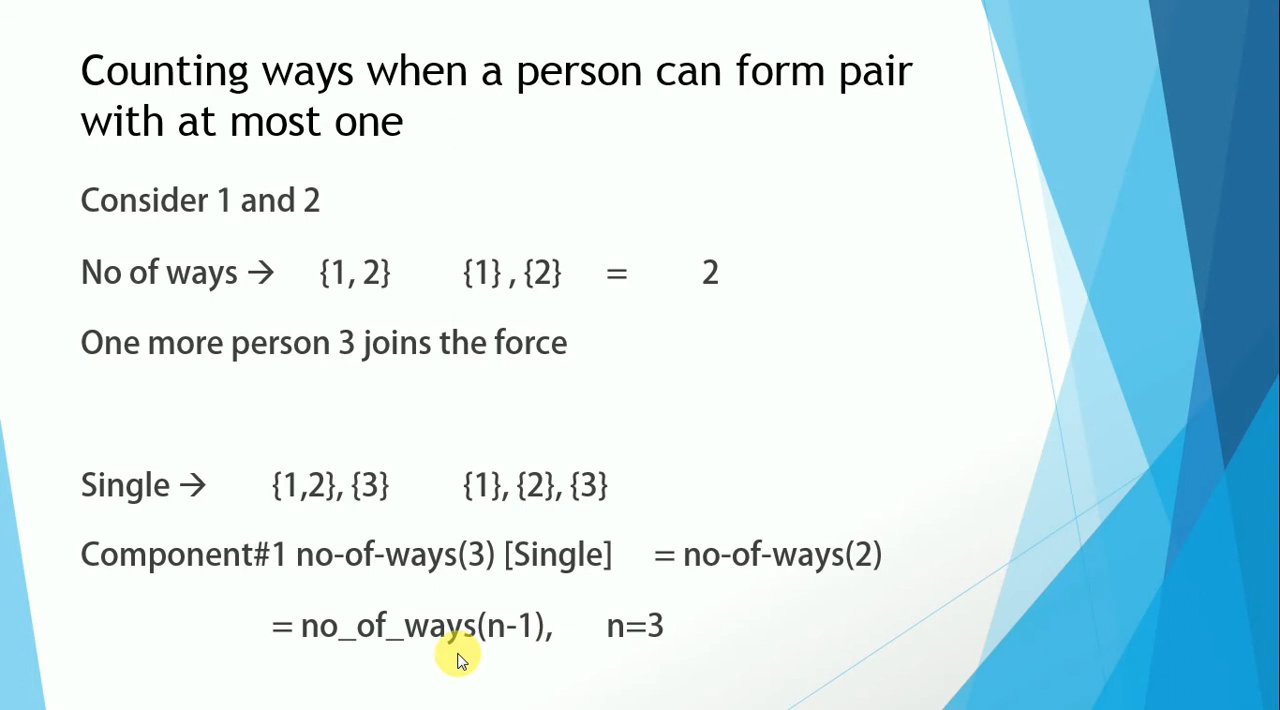 Counting ways when a person can form pair
with at most one
Consider 1 and 2
No of ways → {1, 2} {1} , {2} = 2
One more person 3 joins the force
Single → {1,2}, {3} {1}, {2}, {3}
Component#1 no-of-ways(3) [Single] = no-of-ways(2)
= no_of_ways(n-1), n=3